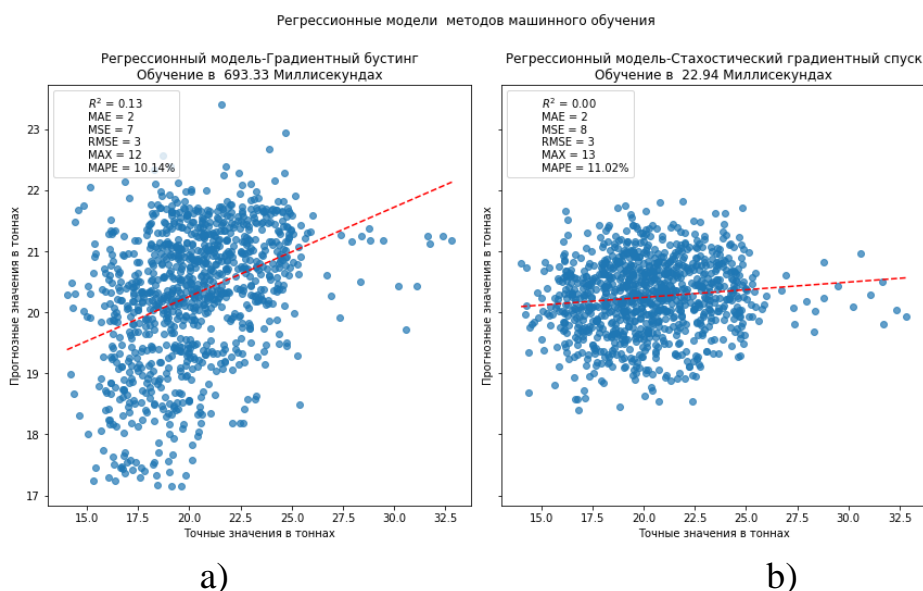 Регрессионные модели методов машинного обучения
Регрессионный модель-Градиентный бустинг
Обучение в 693.33 Миллисекундах
R² = 0.13
MAE = 2
MSE = 7
RMSE = 3
MAX = 12
MAPE = 10.14%
Прогнозные значения в тоннах
23
22
21
20
19
18
17
15.0 17.5 20.0 22.5 25.0 27.5 30.0 32.5
Точные значения в тоннах
a)
Регрессионный модель-Стахостический градиентный спуск
Обучение в 22.94 Миллисекундах
R² = 0.00
MAE = 2
MSE = 8
RMSE = 3
MAX = 13
MAPE = 11.02%
Прогнозные значения в тоннах
15.0 17.5 20.0 22.5 25.0 27.5 30.0 32.5
Точные значения в тоннах
b)